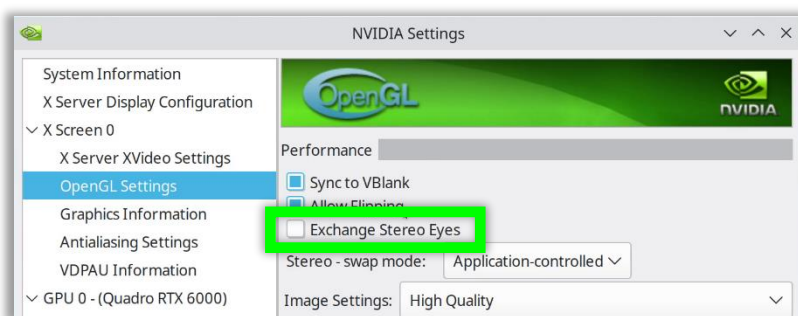 NVIDIA Settings
System Information
X Server Display Configuration
X Screen 0
X Server XVideo Settings
OpenGL Settings
Graphics Information
Antialiasing Settings
VDPAU Information
GPU 0 - (Quadro RTX 6000)
OpenGL
NVIDIA
Performance
Sync to VBlank
Allow Flipping
Exchange Stereo Eyes
Stereo - swap mode: Application-controlled
Image Settings: High Quality